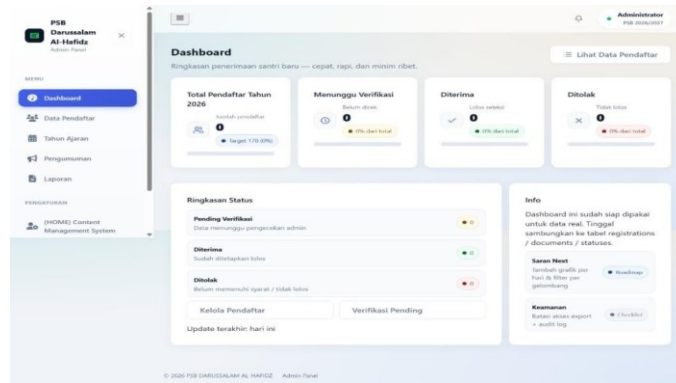 PSB
Darussalam
Al-Hafidz
Admin Panel
×
MENU
Dashboard
Data Pendaftar
Tahun Ajaran
Pengumuman
Laporan
PENGATURAN
(HOME) Content
Management System
Administrator
PSB 2026/2027
Dashboard
Ringkasan penerimaan santri baru — cepat, rapi, dan minim ribet.
Lihat Data Pendaftar
Total Pendaftar Tahun
2026
Jumlah pendaftar
0
Target 170 (0%)
Menunggu Verifikasi
Belum dicek
0
0% dari total
Diterima
Lolos seleksi
0
0% dari total
Ditolak
Tidak lolos
0
0% dari total
Ringkasan Status
Pending Verifikasi
Data menunggu pengecekan admin
0
Diterima
Sudah ditetapkan lolos
0
Ditolak
Belum memenuhi syarat / tidak lolos
0
Kelola Pendaftar
Verifikasi Pending
Update terakhir: hari ini
Info
Dashboard ini sudah siap dipakai
untuk data real. Tinggal
sambungkan ke tabel registrations
/ documents / statuses.
Saran Next
Tambah grafik per
hari & filter per
gelombang
Roadmap
Keamanan
Batasi akses export
+ audit log
Checklist
© 2026 PSB DARUSSALAM AL HAFIDZ Admin Panel